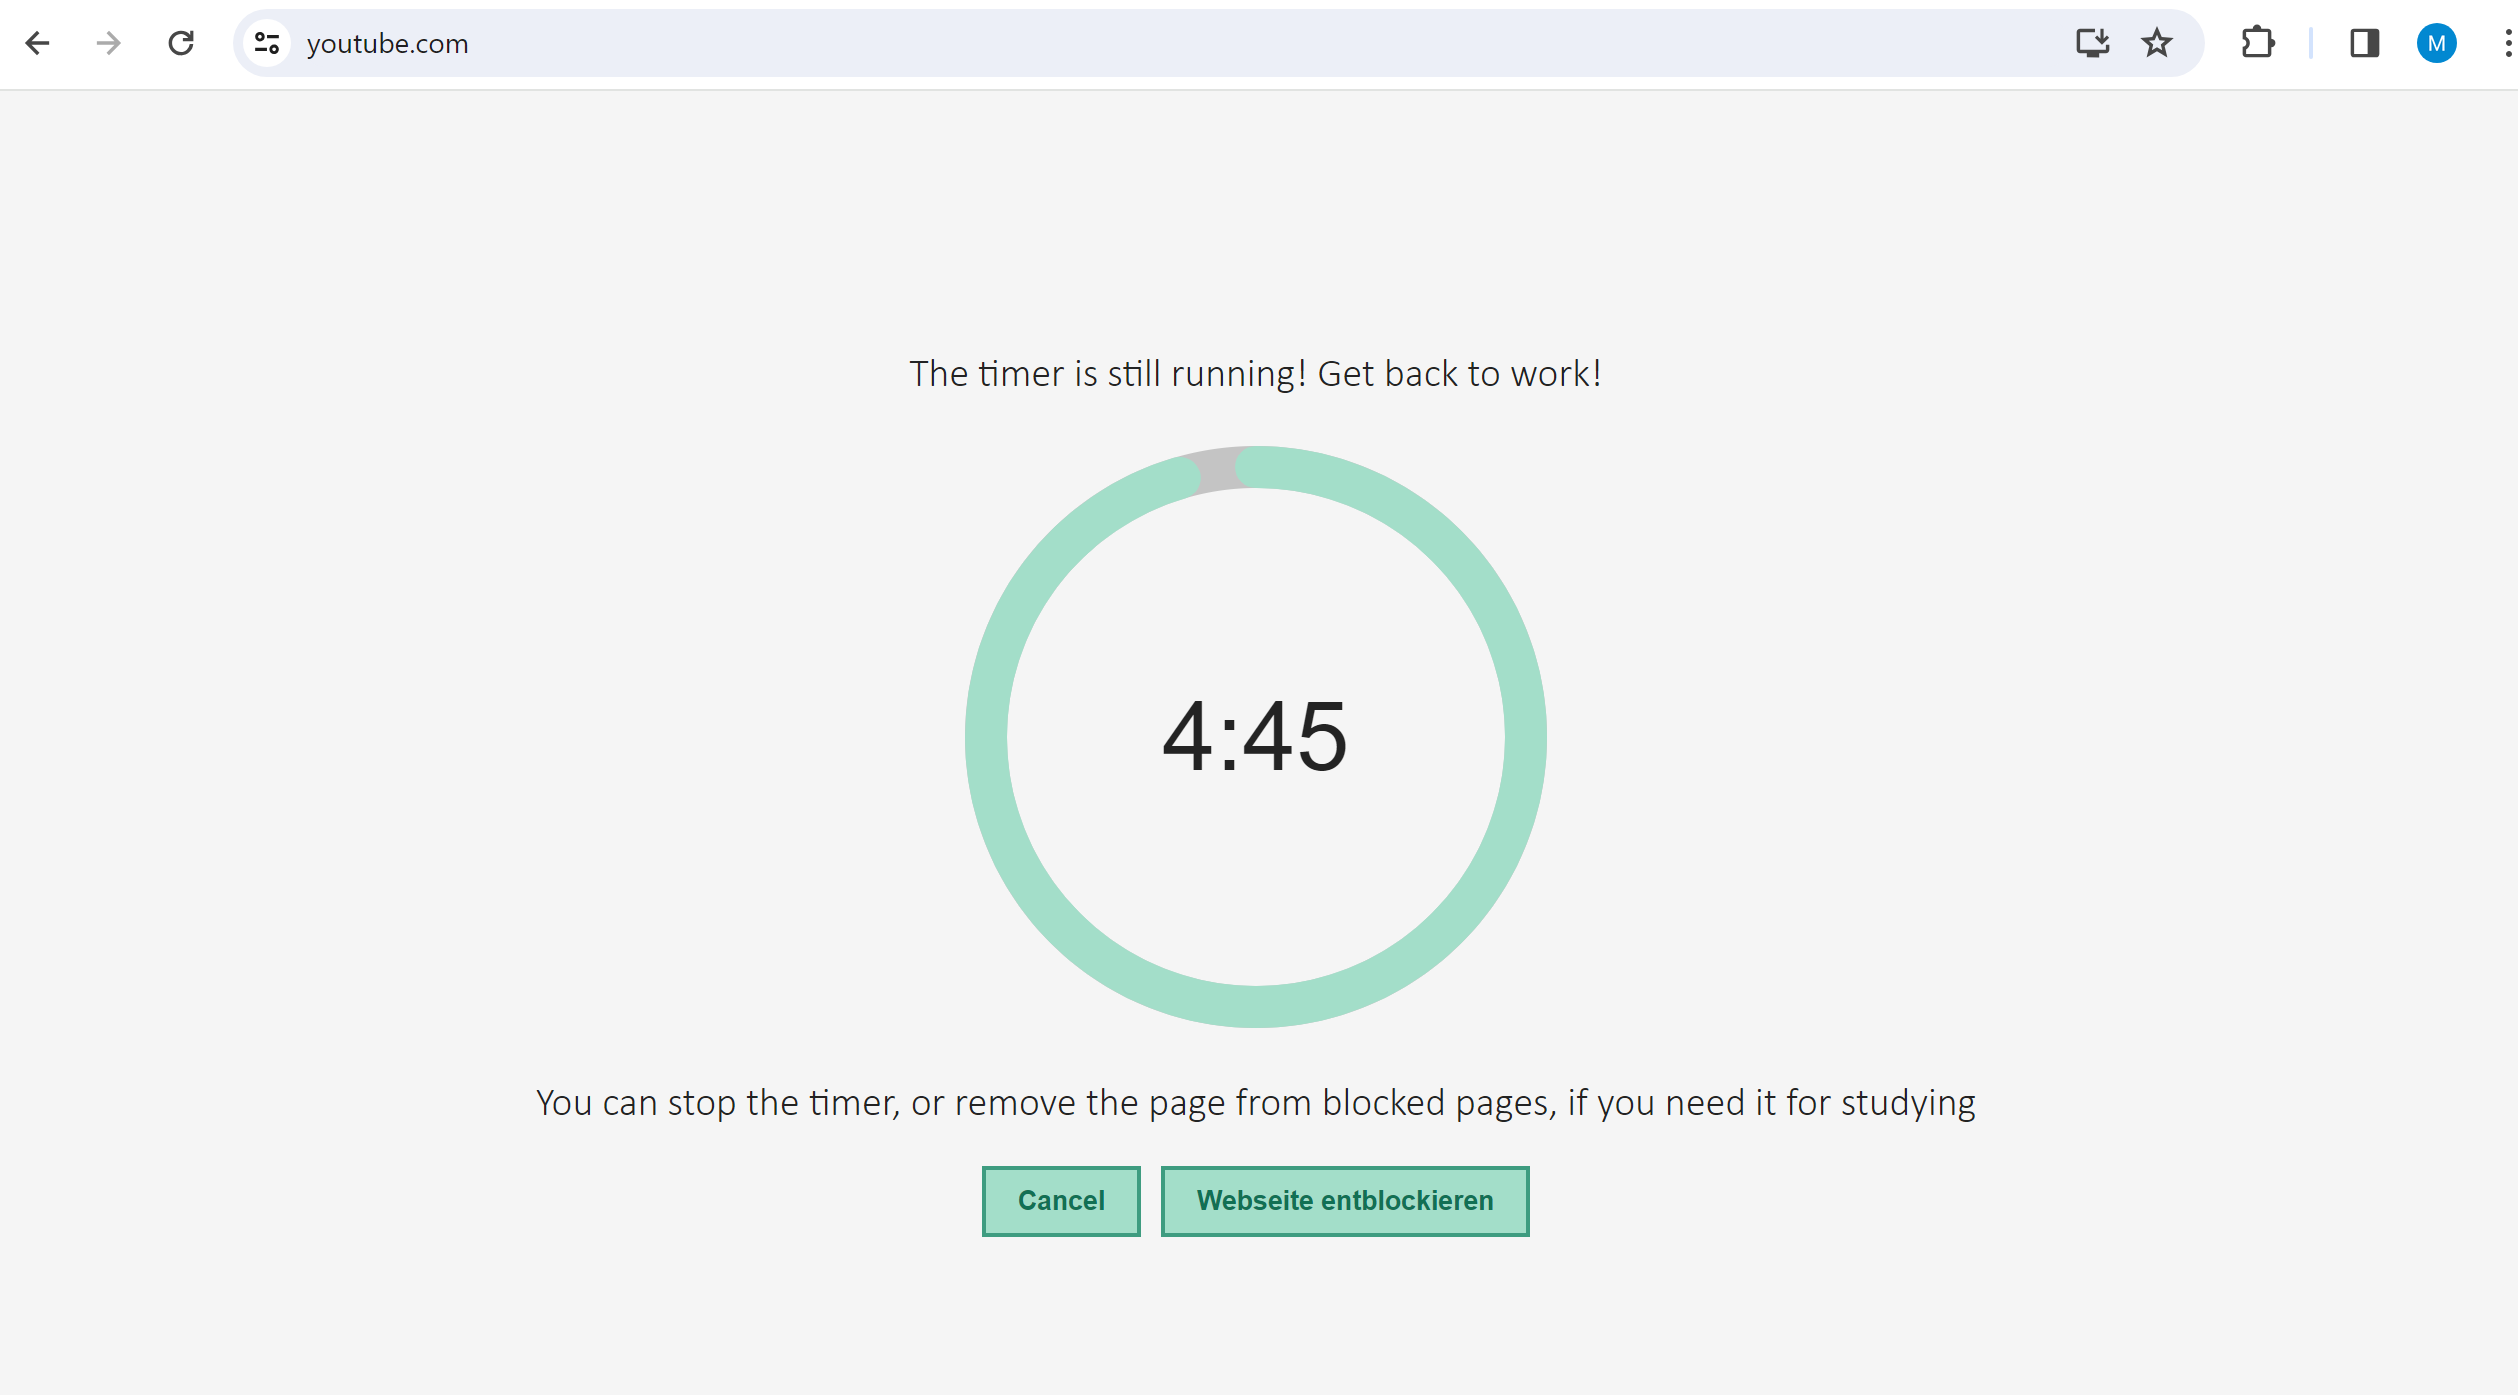 youtube.com
M
The timer is still running! Get back to work!
4:45
You can stop the timer, or remove the page from blocked pages, if you need it for studying
Cancel
Webseite entblockieren